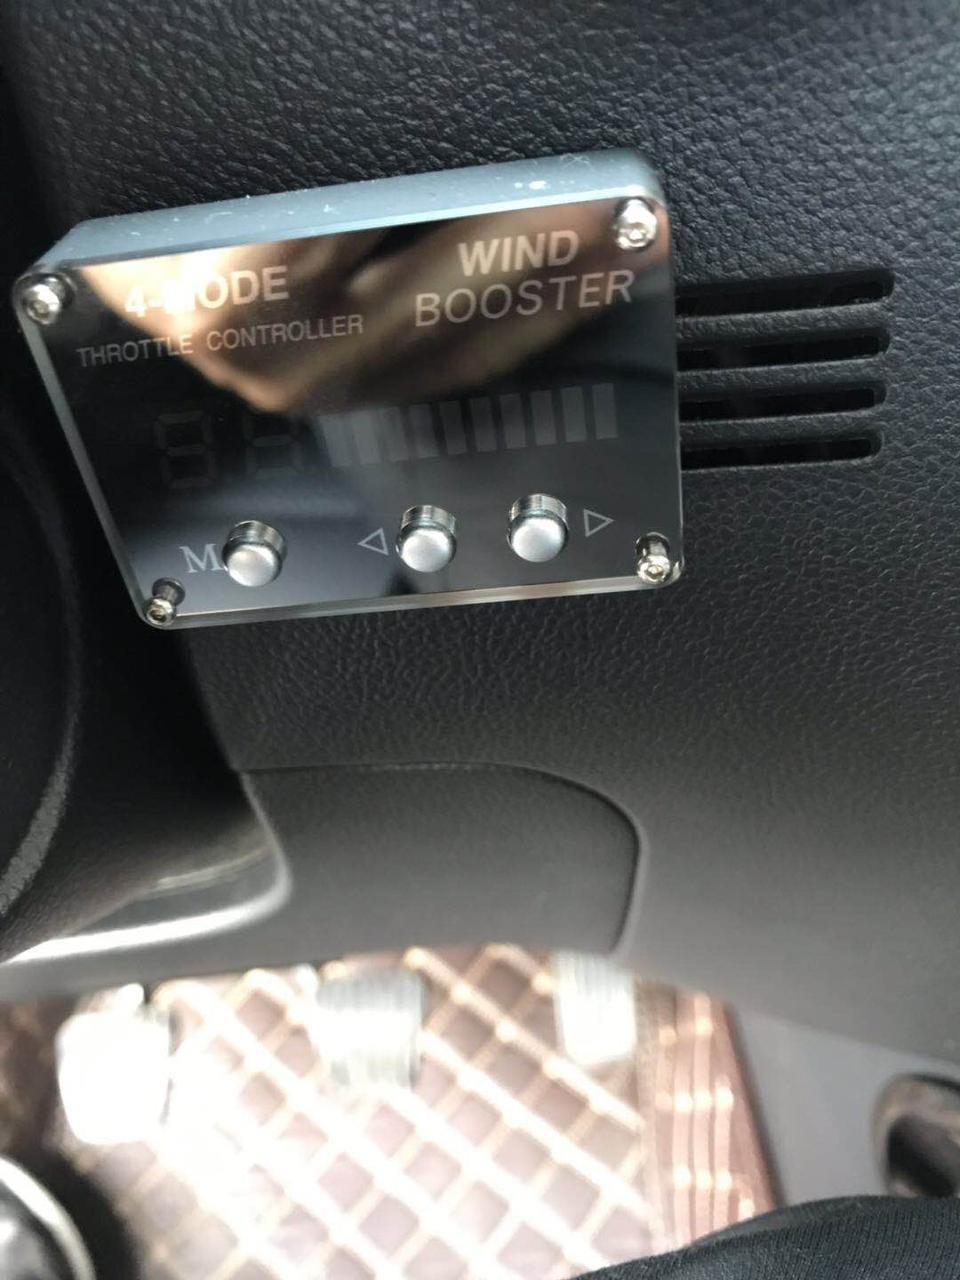 4-MODE
THROTTLE CONTROLLER
WIND
BOOSTER
M